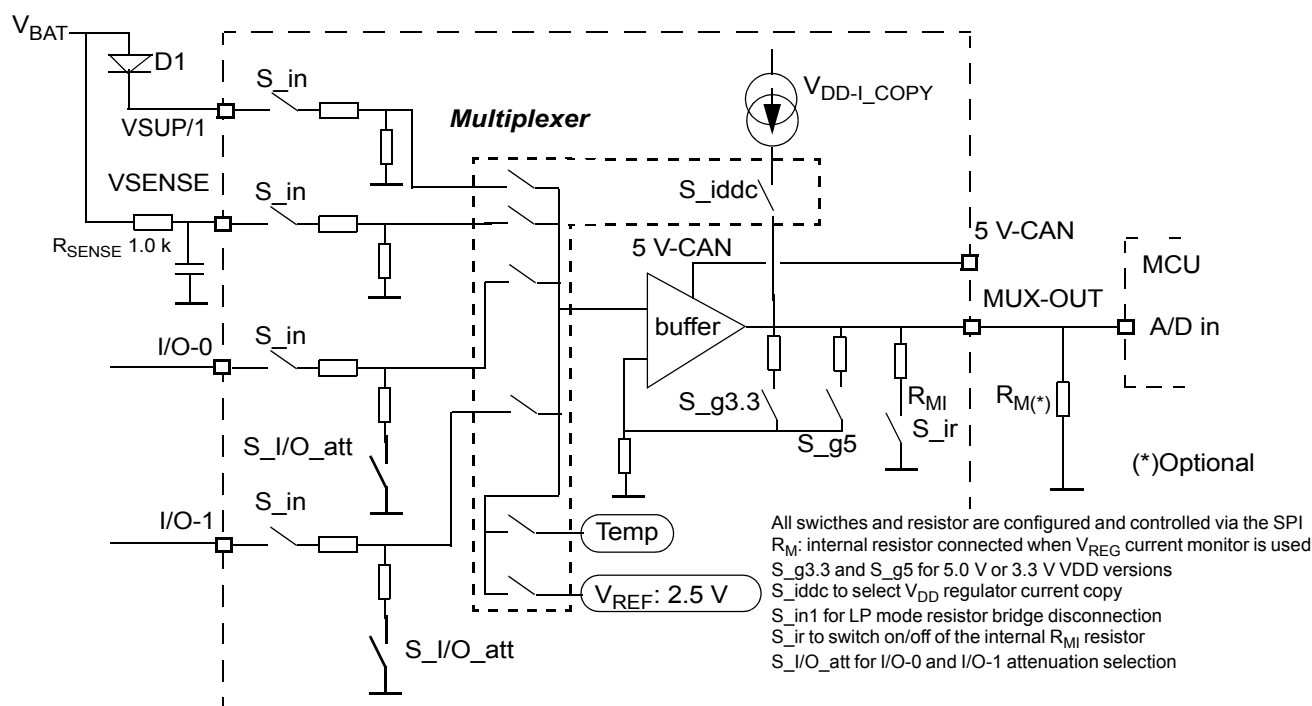 VBAT
D1
S_in
VSUP/1
Multiplexer
VDD-I_COPY
VSENSE
S_in
S_iddc
RSENSE 1.0 k
5 V-CAN
5 V-CAN
MCU
MUX-OUT
buffer
A/D in
I/O-0
S_in
S_g3.3
RMI
RM(*)
S_ir
S_g5
S_I/O_att
(*)Optional
I/O-1
S_in
Temp
VREF: 2.5 V
S_I/O_att
All swicthes and resistor are configured and controlled via the SPI
RM: internal resistor connected when VREG current monitor is used
S_g3.3 and S_g5 for 5.0 V or 3.3 V VDD versions
S_iddc to select VDD regulator current copy
S_in1 for LP mode resistor bridge disconnection
S_ir to switch on/off of the internal RMI resistor
S_I/O_att for I/O-0 and I/O-1 attenuation selection